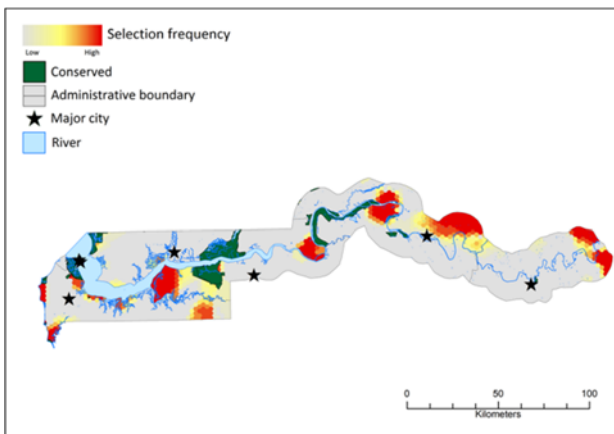 Selection frequency
Low High
Conserved
Administrative boundary
Major city
River
0 50 100
Kilometers